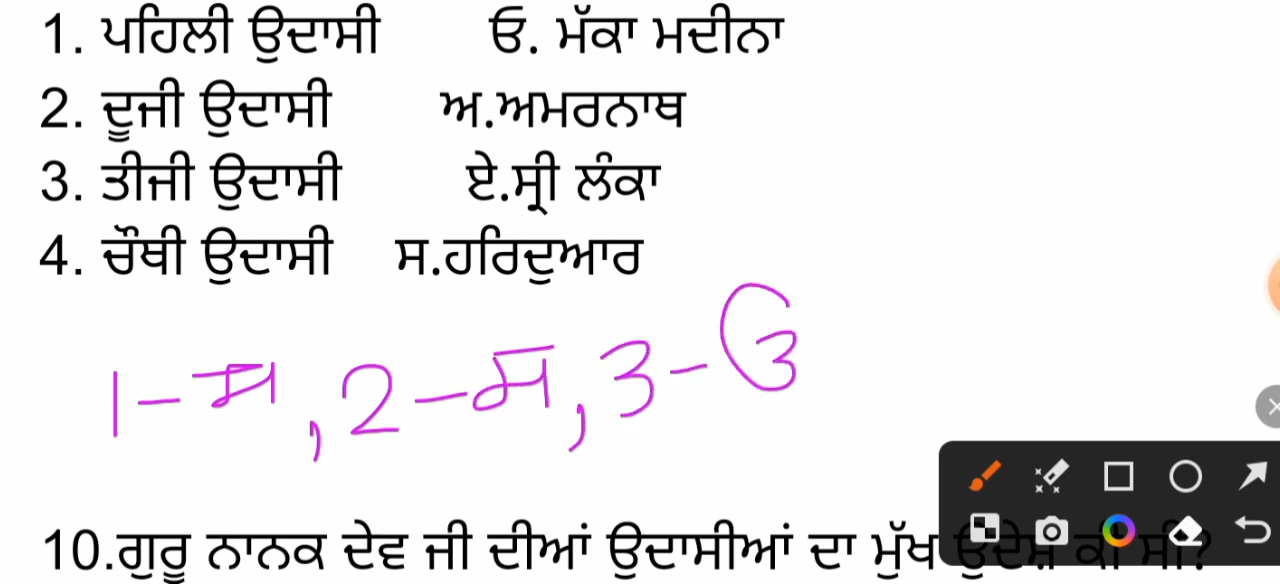 1. ਪਹਿਲੀ ਉਦਾਸੀ ਓ. ਮੱਕਾ ਮਦੀਨਾ
2. ਦੂਜੀ ਉਦਾਸੀ ਅ.ਅਮਰਨਾਥ
3. ਤੀਜੀ ਉਦਾਸੀ ਏ.ਸ੍ਰੀ ਲੰਕਾ
4. ਚੌਥੀ ਉਦਾਸੀ ਸ.ਹਰਿਦੁਆਰ
1-ਸ, 2-ਸ, 3-ੳ
10.ਗੁਰੂ ਨਾਨਕ ਦੇਵ ਜੀ ਦੀਆਂ ਉਦਾਸੀਆਂ ਦਾ ਮੁੱਖ ਉਦੇਸ਼ ਕੀ ਸੀ?